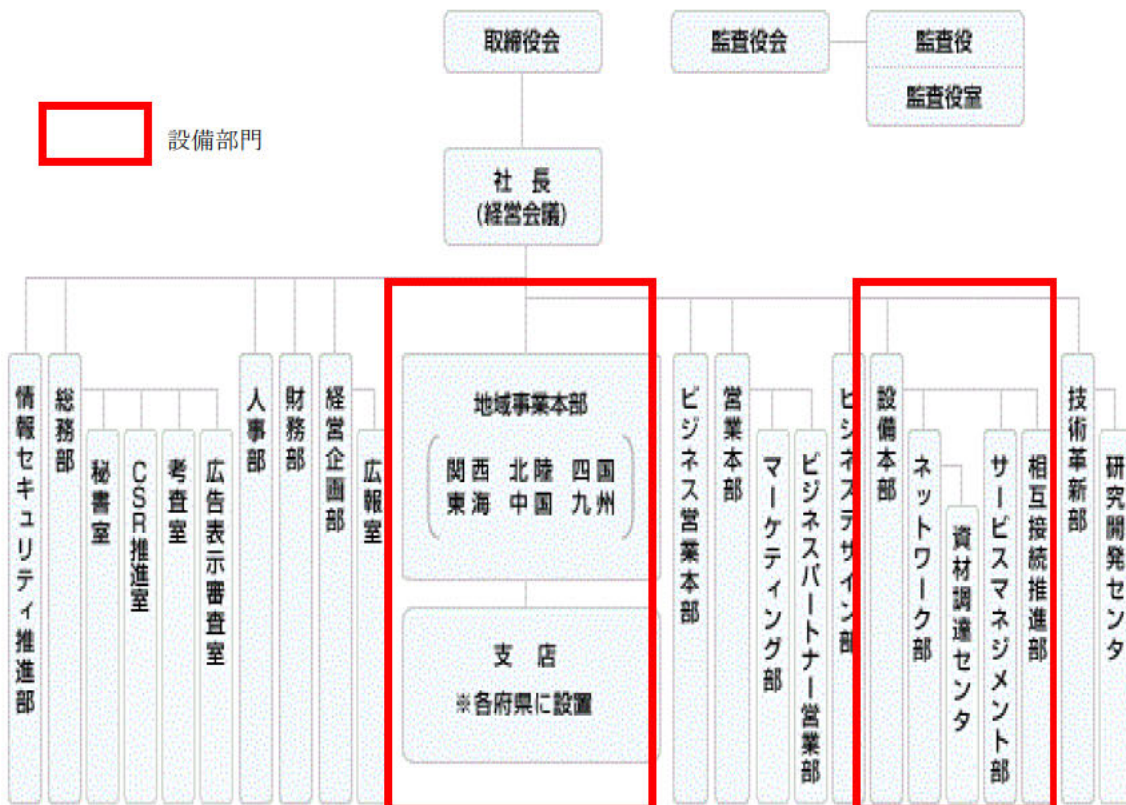 取締役会
監査役会
監査役
監査役室
設備部門
社 長
(経営会議)
情報セキュリティ推進部
総務部
秘書室
CSR推進室
考査室
広告表示審査室
人事部
財務部
経営企画部
広報室
地域事業本部
関西 北陸 四国
東海 中国 九州
支 店
※各府県に設置
ビジネス営業本部
営業本部
マーケティング部
ビジネスパートナー営業部
ビジネスデザイン部
設備本部
ネットワーク部
資材調達センタ
サービスマネジメント部
相互接続推進部
技術革新部
研究開発センタ